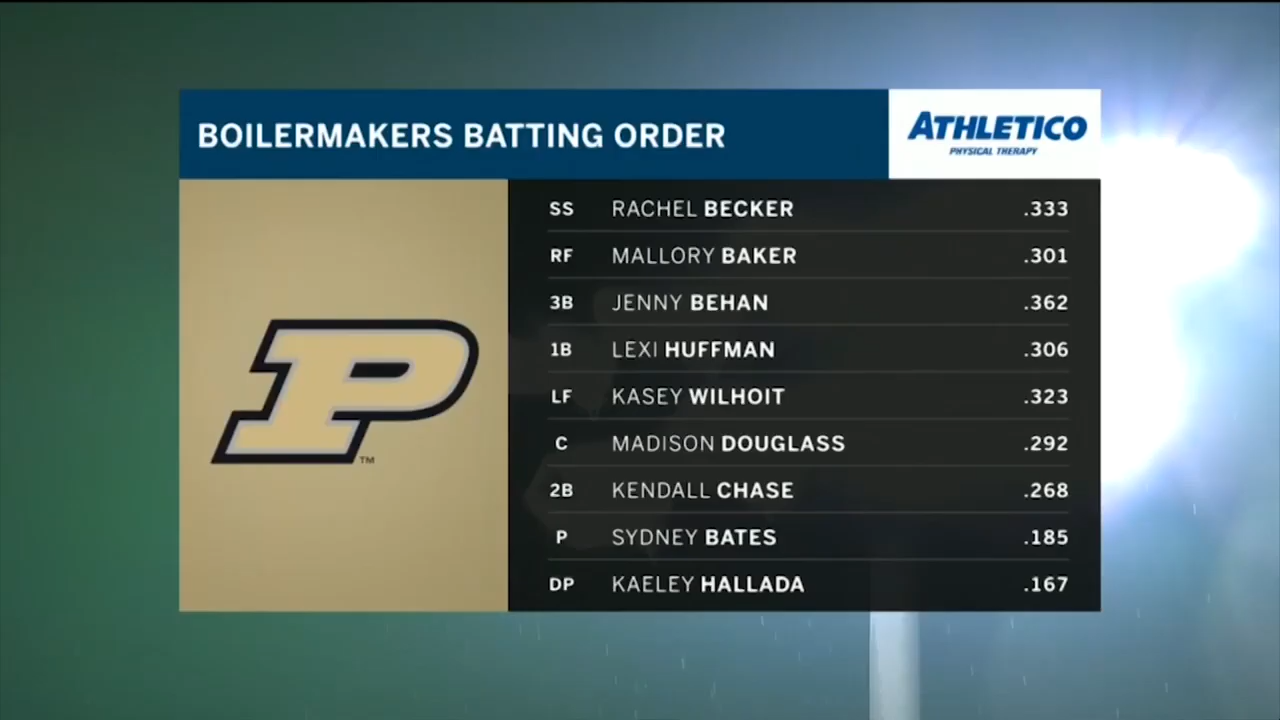 BOILERMAKERS BATTING ORDER
ATHLETICO
PHYSICAL THERAPY
SS RACHEL BECKER .333
RF MALLORY BAKER .301
3B JENNY BEHAN .362
1B LEXI HUFFMAN .306
LF KASEY WILHOIT .323
C MADISON DOUGLASS .292
2B KENDALL CHASE .268
P SYDNEY BATES .185
DP KAELEY HALLADA .167
P
TM